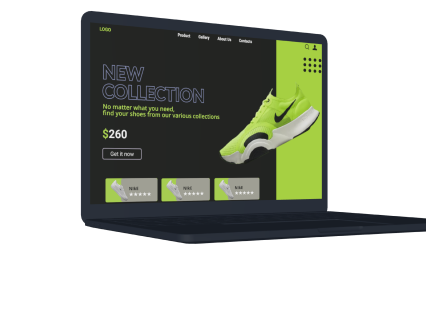 LOGO
Product Gallery About Us Contacts
NEW
COLLECTION
No matter what you need,
find your shoes from our various collections
$260
Get it now
NIKE NIKE NIKE